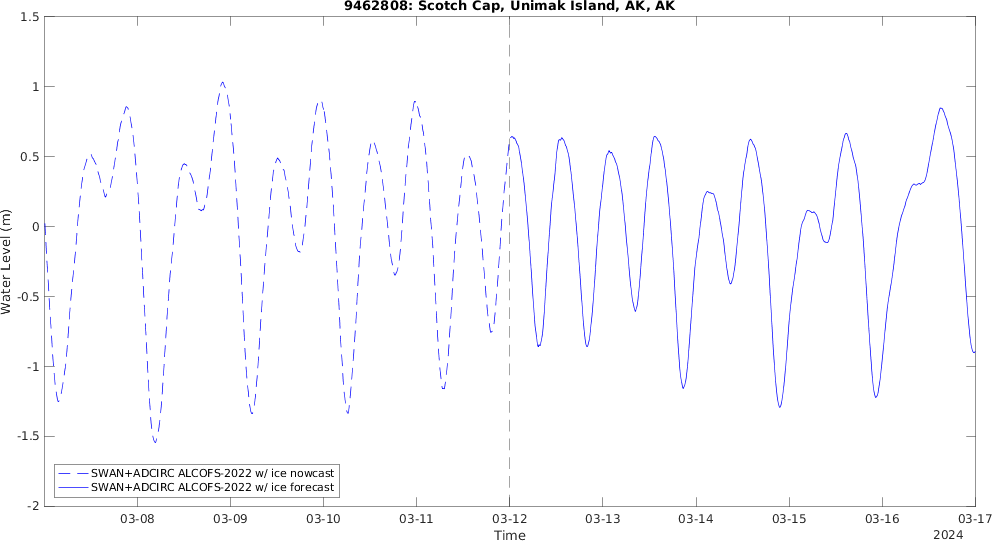 9462808: Scotch Cap, Unimak Island, AK, AK
1.5
1
0.5
0
-0.5
-1
-1.5
-2
Water Level (m)
SWAN+ADCIRC ALCOFS-2022 w/ ice nowcast
SWAN+ADCIRC ALCOFS-2022 w/ ice forecast
03-08 03-09 03-10 03-11 03-12 03-13 03-14 03-15 03-16 03-17
Time
2024